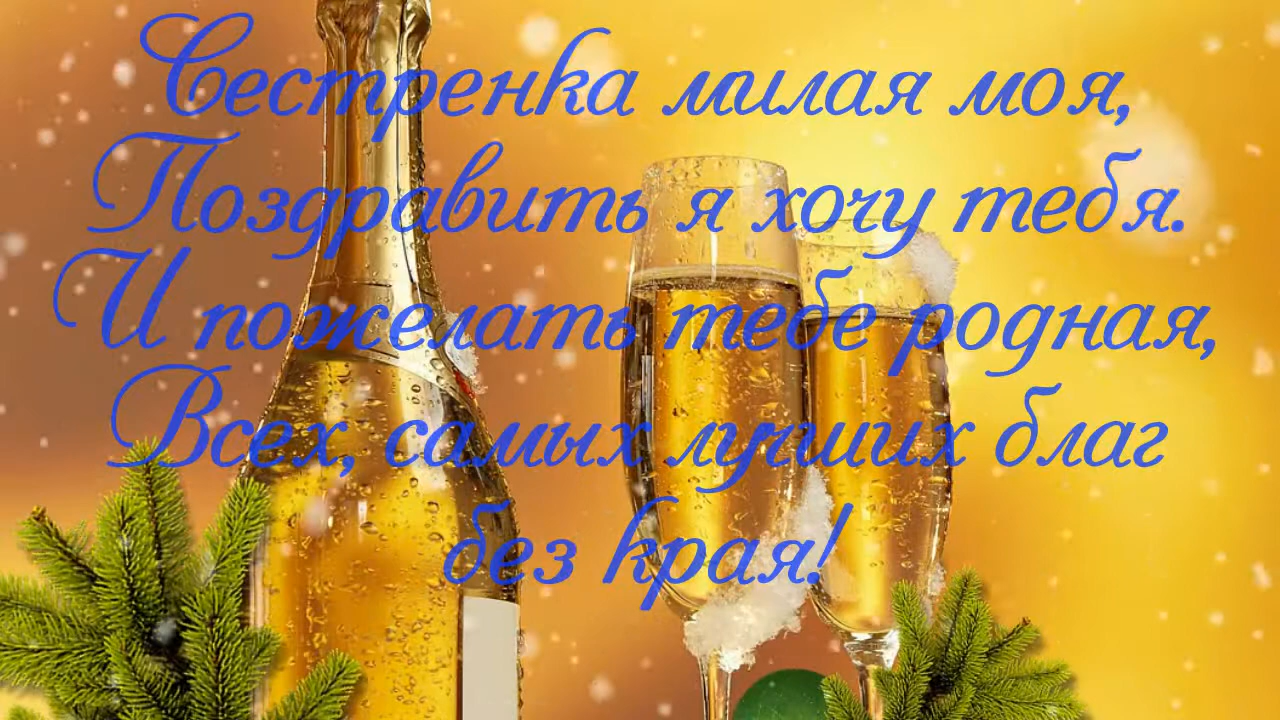 Сестренка милая моя,
Поздравить я хочу тебя.
И пожелать тебе родная,
Всех, самых лучших благ
без края!